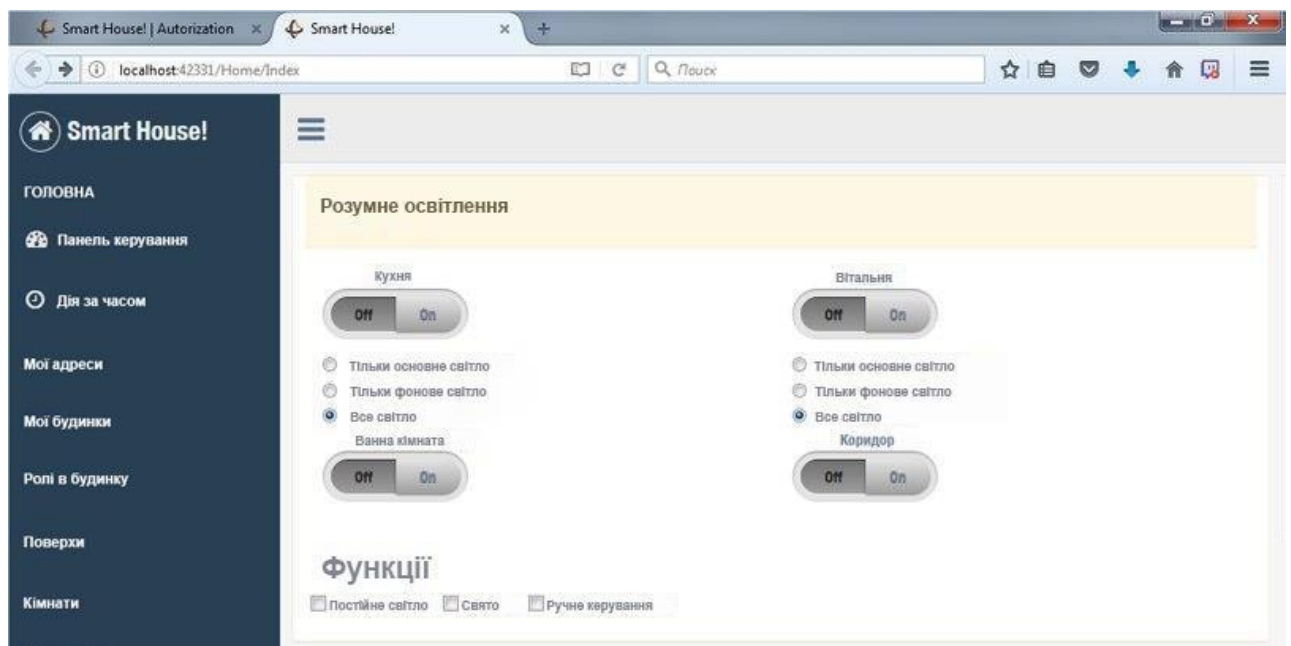 Smart House! | Autorization
Smart House!
localhost:42331/Home/Index
Поиск
Smart House!
ГОЛОВНА
Панель керування
Дія за часом
Мої адреси
Мої будинки
Ролі в будинку
Поверхи
Кімнати
Розумне освітлення
Кухня
Off On
Тільки основне світло
Тільки фонове світло
Все світло
Вітальня
Off On
Тільки основне світло
Тільки фонове світло
Все світло
Ванна кімната
Off On
Коридор
Off On
Функції
Постійне світло Свято Ручне керування